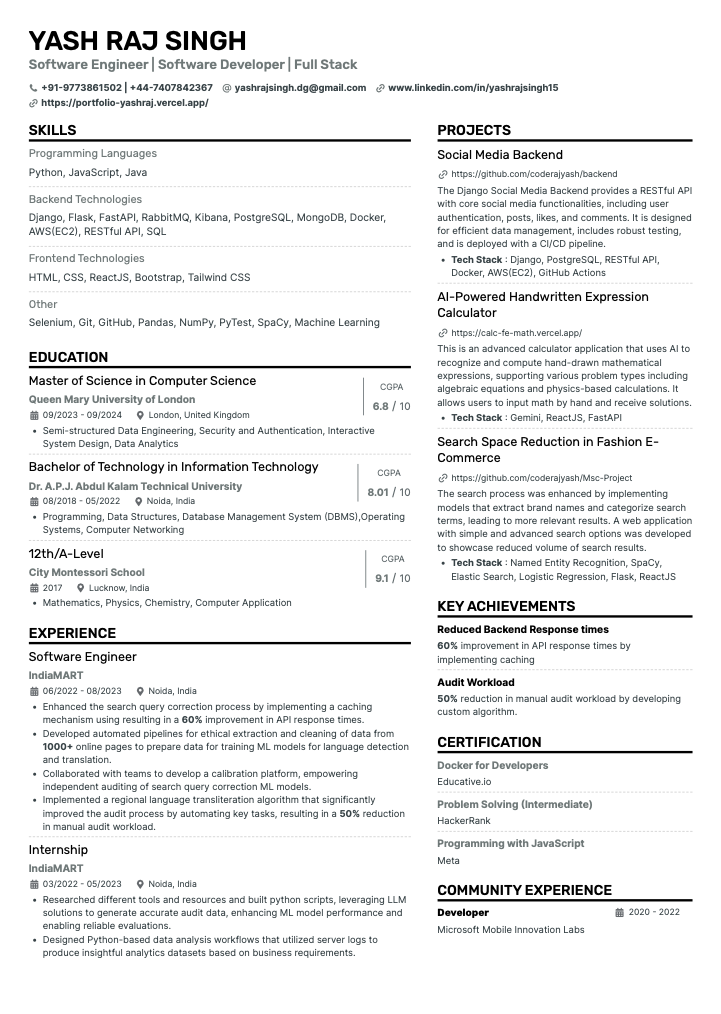 YASH RAJ SINGH
Software Engineer | Software Developer | Full Stack
+91-9773861502 | +44-7407842367 @ yashrajsingh.dg@gmail.com www.linkedin.com/in/yashrajsingh15
https://portfolio-yashraj.vercel.app/
SKILLS
Programming Languages
Python, JavaScript, Java
Backend Technologies
Django, Flask, FastAPI, RabbitMQ, Kibana, PostgreSQL, MongoDB, Docker,
AWS(EC2), RESTful API, SQL
Frontend Technologies
HTML, CSS, ReactJS, Bootstrap, Tailwind CSS
Other
Selenium, Git, GitHub, Pandas, NumPy, PyTest, SpaCy, Machine Learning
EDUCATION
Master of Science in Computer Science
Queen Mary University of London
09/2023 - 09/2024 London, United Kingdom
CGPA
6.8 / 10
• Semi-structured Data Engineering, Security and Authentication, Interactive
System Design, Data Analytics
Bachelor of Technology in Information Technology
Dr. A.P.J. Abdul Kalam Technical University
08/2018 - 05/2022 Noida, India
CGPA
8.01 / 10
• Programming, Data Structures, Database Management System (DBMS),Operating
Systems, Computer Networking
12th/A-Level
City Montessori School
2017 Lucknow, India
CGPA
9.1 / 10
• Mathematics, Physics, Chemistry, Computer Application
EXPERIENCE
Software Engineer
IndiaMART
06/2022 - 08/2023 Noida, India
• Enhanced the search query correction process by implementing a caching
mechanism using resulting in a 60% improvement in API response times.
• Developed automated pipelines for ethical extraction and cleaning of data from
1000+ online pages to prepare data for training ML models for language detection
and translation.
• Collaborated with teams to develop a calibration platform, empowering
independent auditing of search query correction ML models.
• Implemented a regional language transliteration algorithm that significantly
improved the audit process by automating key tasks, resulting in a 50% reduction
in manual audit workload.
Internship
IndiaMART
03/2022 - 05/2023 Noida, India
• Researched different tools and resources and built python scripts, leveraging LLM
solutions to generate accurate audit data, enhancing ML model performance and
enabling reliable evaluations.
• Designed Python-based data analysis workflows that utilized server logs to
produce insightful analytics datasets based on business requirements.
PROJECTS
Social Media Backend
https://github.com/coderajyash/backend
The Django Social Media Backend provides a RESTful API
with core social media functionalities, including user
authentication, posts, likes, and comments. It is designed
for efficient data management, includes robust testing,
and is deployed with a CI/CD pipeline.
• Tech Stack : Django, PostgreSQL, RESTful API,
Docker, AWS(EC2), GitHub Actions
AI-Powered Handwritten Expression
Calculator
https://calc-fe-math.vercel.app/
This is an advanced calculator application that uses AI to
recognize and compute hand-drawn mathematical
expressions, supporting various problem types including
algebraic equations and physics-based calculations. It
allows users to input math by hand and receive solutions.
• Tech Stack : Gemini, ReactJS, FastAPI
Search Space Reduction in Fashion E-
Commerce
https://github.com/coderajyash/Msc-Project
The search process was enhanced by implementing
models that extract brand names and categorize search
terms, leading to more relevant results. A web application
with simple and advanced search options was developed
to showcase reduced volume of search results.
• Tech Stack : Named Entity Recognition, SpaCy,
Elastic Search, Logistic Regression, Flask, ReactJS
KEY ACHIEVEMENTS
Reduced Backend Response times
60% improvement in API response times by
implementing caching
Audit Workload
50% reduction in manual audit workload by developing
custom algorithm.
CERTIFICATION
Docker for Developers
Educative.io
Problem Solving (Intermediate)
HackerRank
Programming with JavaScript
Meta
COMMUNITY EXPERIENCE
Developer 2020 - 2022
Microsoft Mobile Innovation Labs